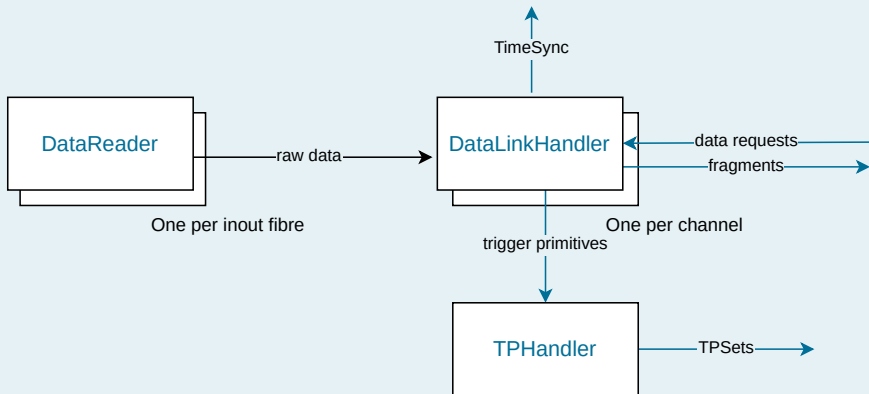 TimeSync
DataReader
DataLinkHandler
data requests
raw data
fragments
One per inout fibre
One per channel
trigger primitives
TPHandler
TPSets